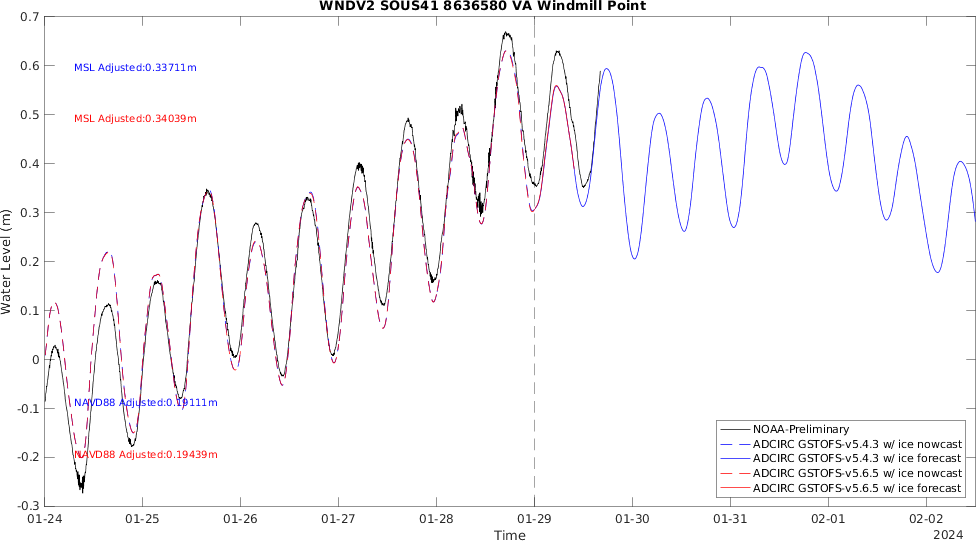 WNDV2 SOUS41 8636580 VA Windmill Point
0.7
0.6
0.5
0.4
0.3
0.2
0.1
0
-0.1
-0.2
-0.3
Water Level (m)
MSL Adjusted:0.33711m
MSL Adjusted:0.34039m
NAVD88 Adjusted:0.19111m
NAVD88 Adjusted:0.19439m
NOAA-Preliminary
ADCIRC GSTOFS-v5.4.3 w/ ice nowcast
ADCIRC GSTOFS-v5.4.3 w/ ice forecast
ADCIRC GSTOFS-v5.6.5 w/ ice nowcast
ADCIRC GSTOFS-v5.6.5 w/ ice forecast
01-24 01-25 01-26 01-27 01-28 01-29 01-30 01-31 02-01 02-02
Time
2024